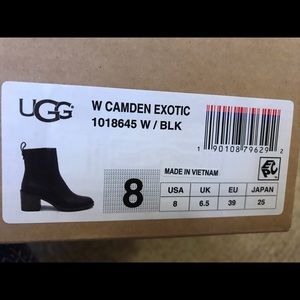 UGG
W CAMDEN EXOTIC
1018645 W / BLK
1 90108 79629 2
8
MADE IN VIETNAM
USA UK EU JAPAN
8 6.5 39 25